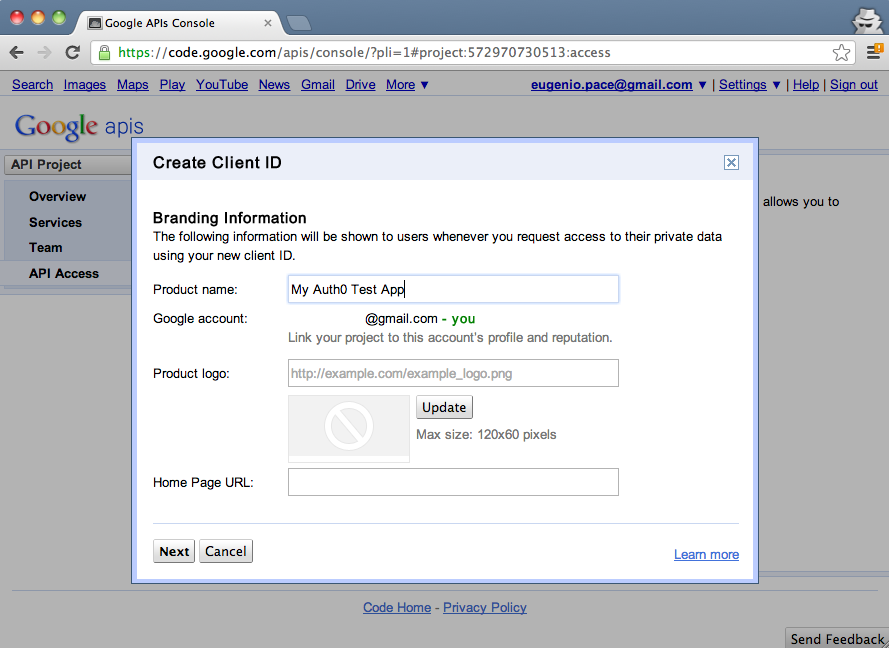 Google APIs Console
https://code.google.com/apis/console/?pli=1#project:572970730513:access
Search Images Maps Play YouTube News Gmail Drive More ▼ eugenio.pace@gmail.com ▼ | Settings ▼ | Help | Sign out
Google apis
API Project
Overview
Services
Team
API Access
allows you to
Create Client ID
Branding Information
The following information will be shown to users whenever you request access to their private data
using your new client ID.
Product name: My Auth0 Test App
Google account: @gmail.com - you
Link your project to this account's profile and reputation.
Product logo: http://example.com/example_logo.png
Update
Max size: 120x60 pixels
Home Page URL:
Next Cancel Learn more
Code Home - Privacy Policy
Send Feedback